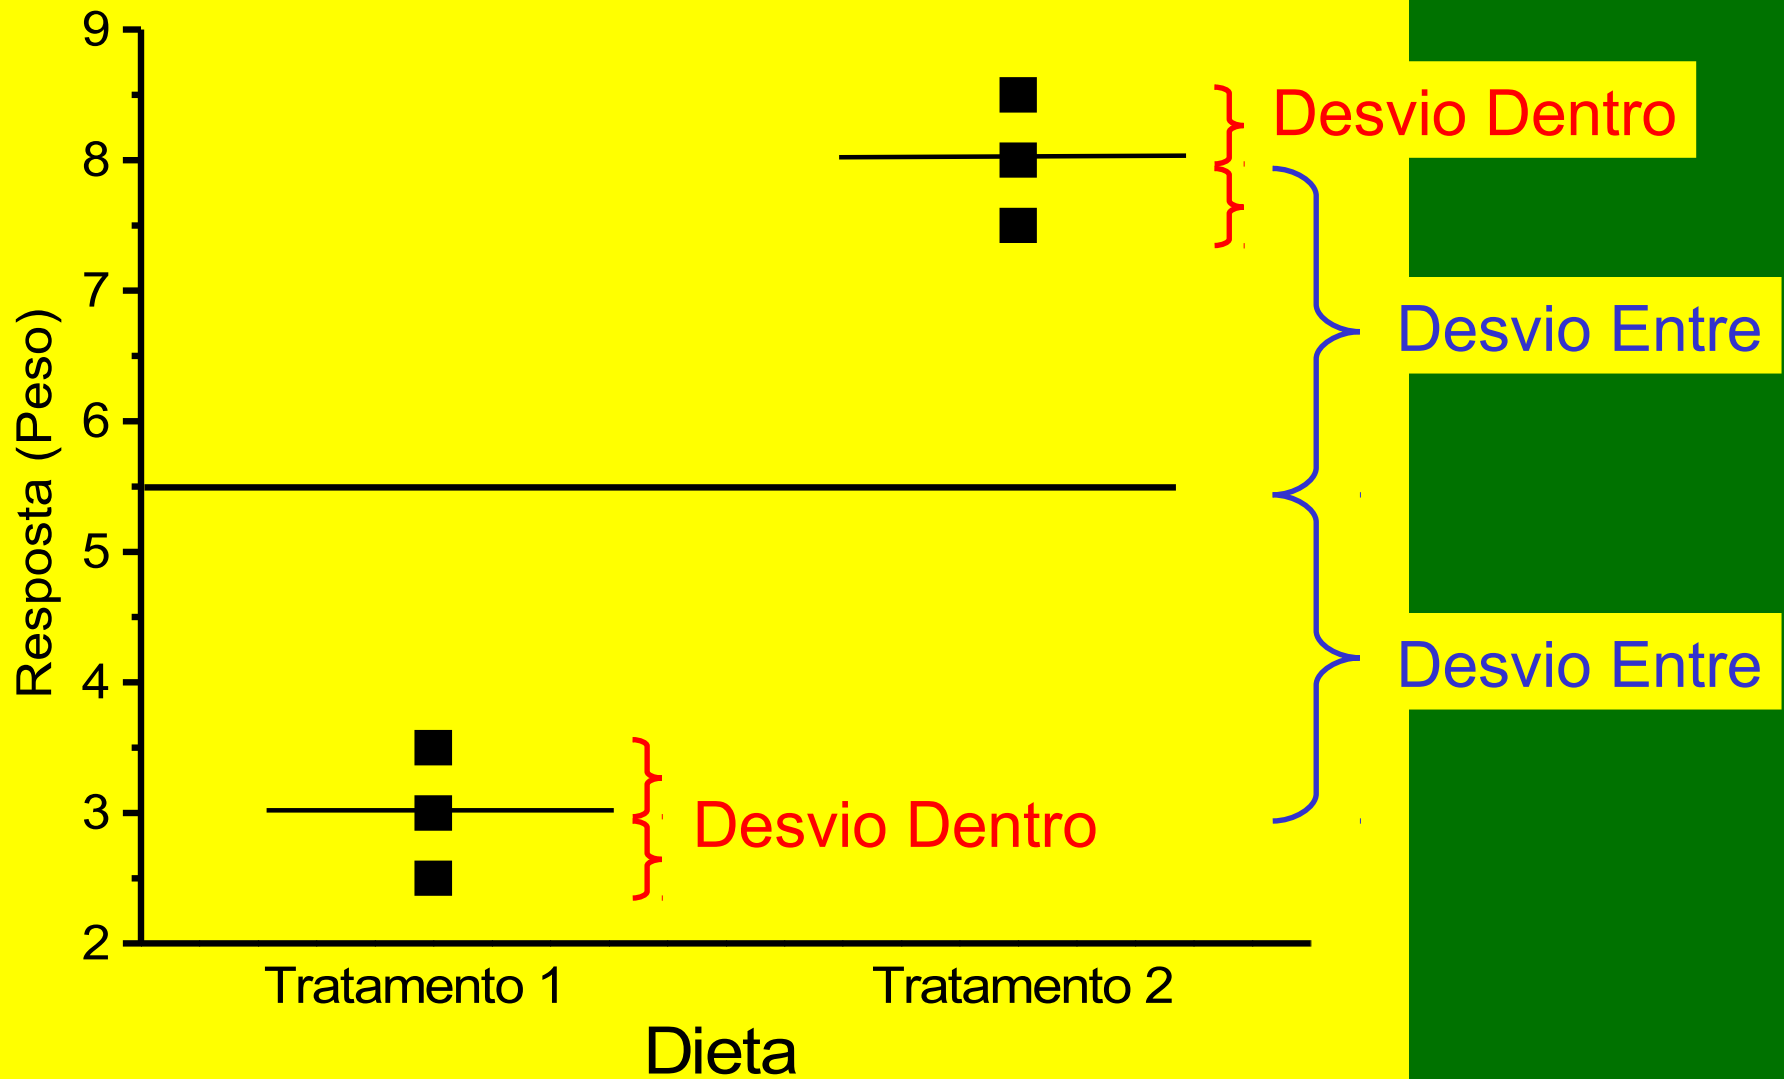 9
8
7
6
5
4
3
2
Resposta (Peso)
Desvio Dentro
Desvio Entre
Desvio Entre
Desvio Dentro
Tratamento 1
Tratamento 2
Dieta